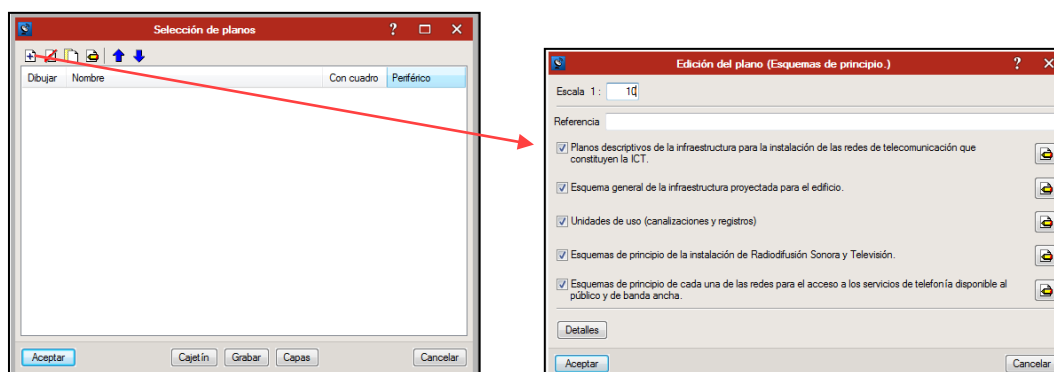 Selección de planos ?
Dibujar Nombre Con cuadro Periférico
Aceptar Cajetín Grabar Capas Cancelar
Edición del plano (Esquemas de principio.) ?
Escala 1 : 10
Referencia
Planos descriptivos de la infraestructura para la instalación de las redes de telecomunicación que
constituyen la ICT.
Esquema general de la infraestructura proyectada para el edificio.
Unidades de uso (canalizaciones y registros)
Esquemas de principio de la instalación de Radiodifusión Sonora y Televisión.
Esquemas de principio de cada una de las redes para el acceso a los servicios de telefonía disponible al
público y de banda ancha.
Detalles
Aceptar Cancelar